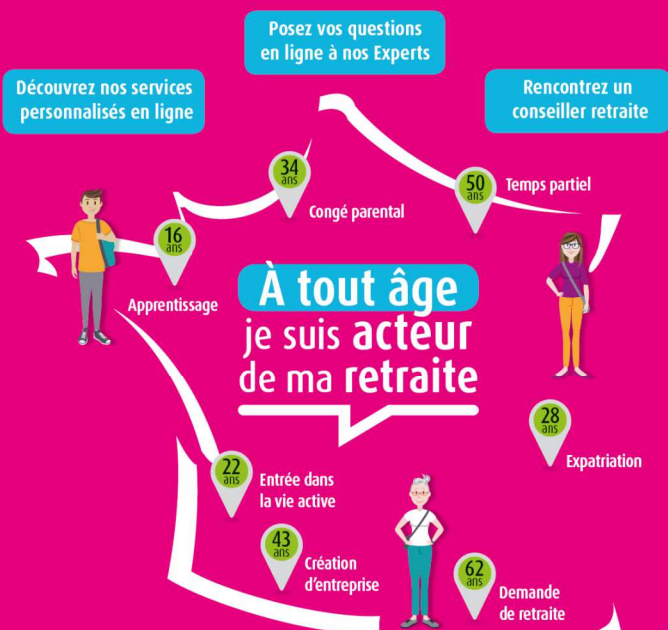 Posez vos questions
en ligne à nos Experts
Découvrez nos services
personnalisés en ligne
Rencontrez un
conseiller retraite
34
ans
Congé parental
50
ans
Temps partiel
16
ans
Apprentissage
À tout âge
je suis acteur
de ma retraite
28
ans
Expatriation
22
ans
Entrée dans
la vie active
43
ans
Création
d'entreprise
62
ans
Demande
de retraite